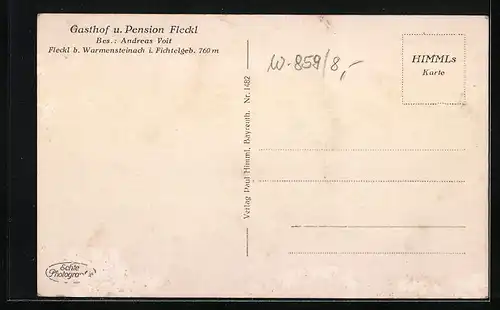 Gasthof u. Pension Fleckl
Bes.: Andreas Voit
Fleckl b. Warmensteinach i. Fichtelgeb. 760 m
W-859/8,-
HIMMLs
Karte
Verlag Paul Himml, Bayreuth. Nr. 1482
Echte